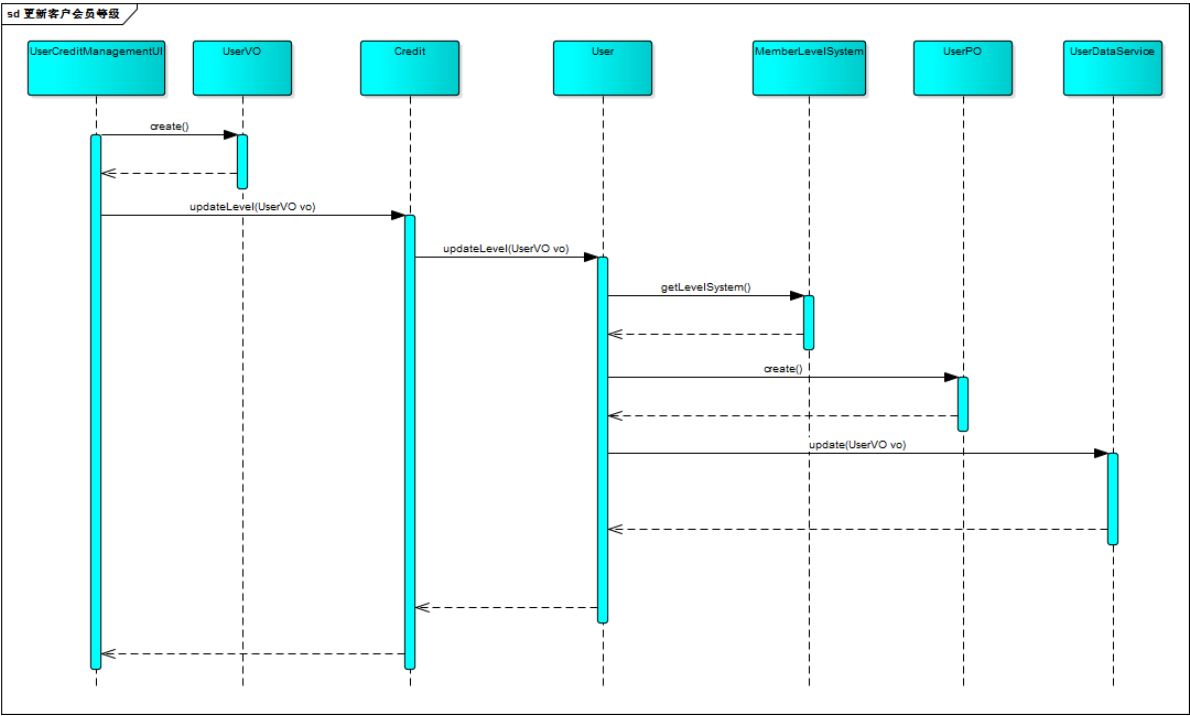 sd 更新客户会员等级
UserCreditManagementUI
UserVO
Credit
User
MemberLevelSystem
UserPO
UserDataService
create()
updateLevel(UserVO vo)
updateLevel(UserVO vo)
getLevelSystem()
create()
update(UserVO vo)